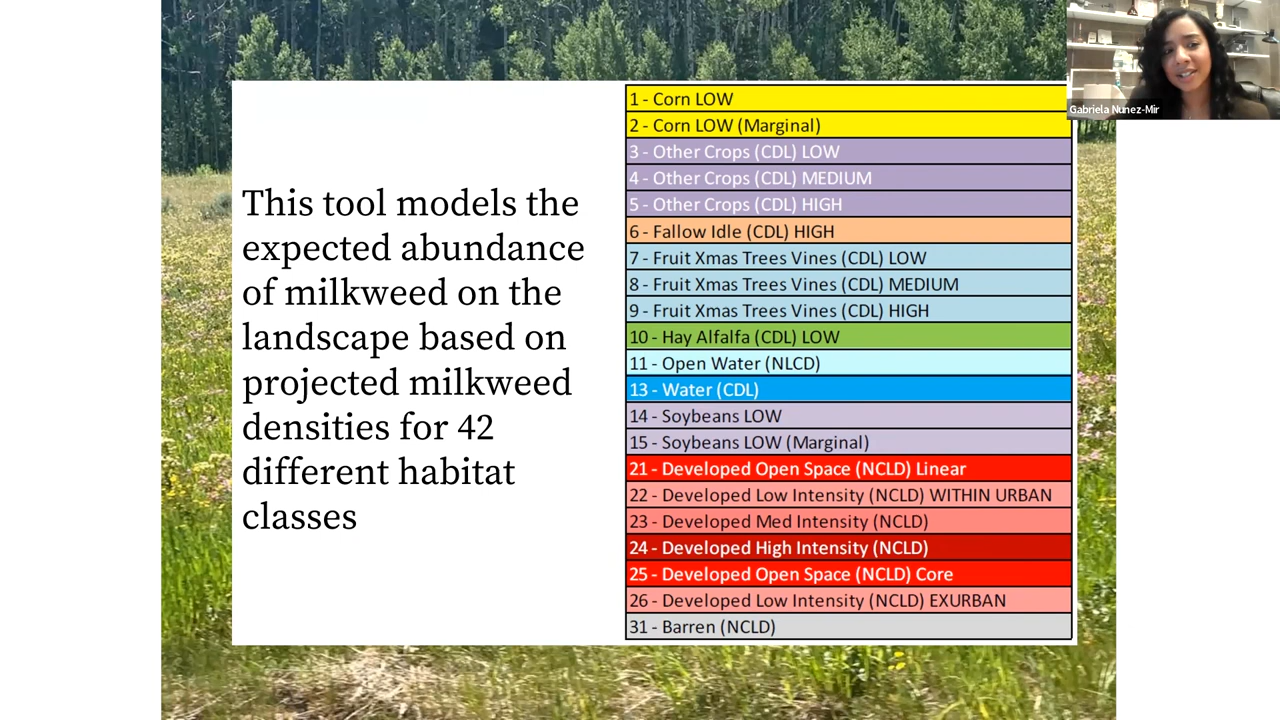 This tool models the
expected abundance
of milkweed on the
landscape based on
projected milkweed
densities for 42
different habitat
classes
1 - Corn LOW
2 - Corn LOW (Marginal)
3 - Other Crops (CDL) LOW
4 - Other Crops (CDL) MEDIUM
5 - Other Crops (CDL) HIGH
6 - Fallow Idle (CDL) HIGH
7 - Fruit Xmas Trees Vines (CDL) LOW
8 - Fruit Xmas Trees Vines (CDL) MEDIUM
9 - Fruit Xmas Trees Vines (CDL) HIGH
10 - Hay Alfalfa (CDL) LOW
11 - Open Water (NLCD)
13 - Water (CDL)
14 - Soybeans LOW
15 - Soybeans LOW (Marginal)
21 - Developed Open Space (NCLD) Linear
22 - Developed Low Intensity (NCLD) WITHIN URBAN
23 - Developed Med Intensity (NCLD)
24 - Developed High Intensity (NCLD)
25 - Developed Open Space (NCLD) Core
26 - Developed Low Intensity (NCLD) EXURBAN
31 - Barren (NCLD)
Gabriela Nunez-Mir